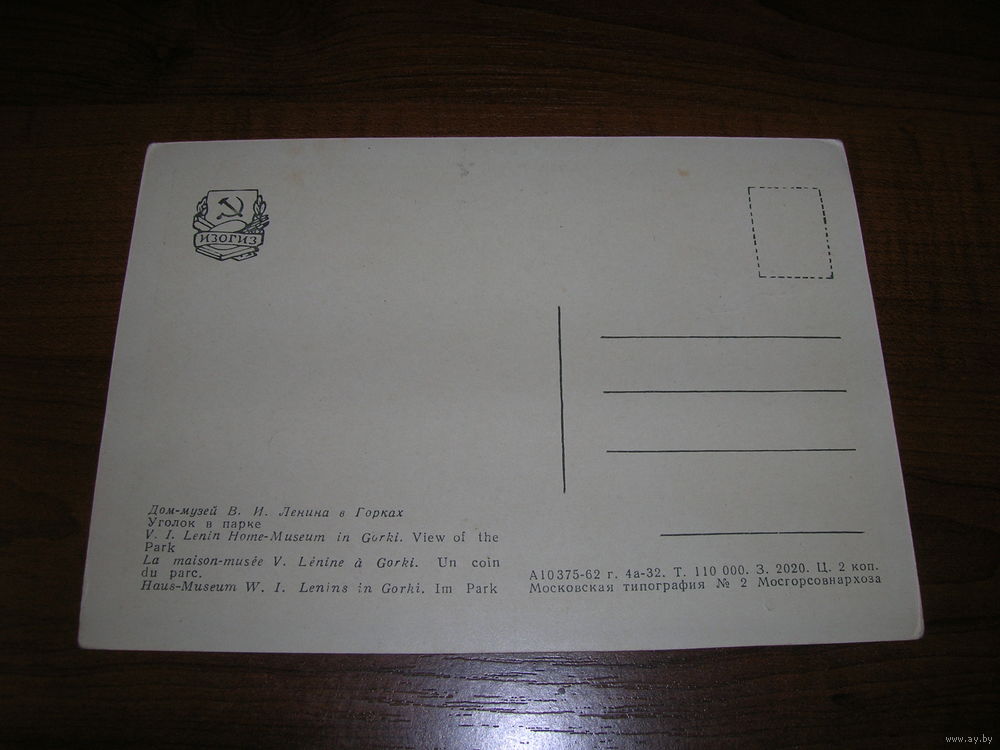 ИЗОГИЗ
Дом-музей В. И. Ленина в Горках
Уголок в парке
V. I. Lenin Home-Museum in Gorki. View of the
Park
La maison-musée V. Lénine à Gorki. Un coin
du parc.
Haus-Museum W. I. Lenins in Gorki. Im Park
А10375-62 г. 4а-32. Т. 110 000. З. 2020. Ц. 2 коп.
Московская типография № 2 Мосгорсовнархоза
www.ay.by